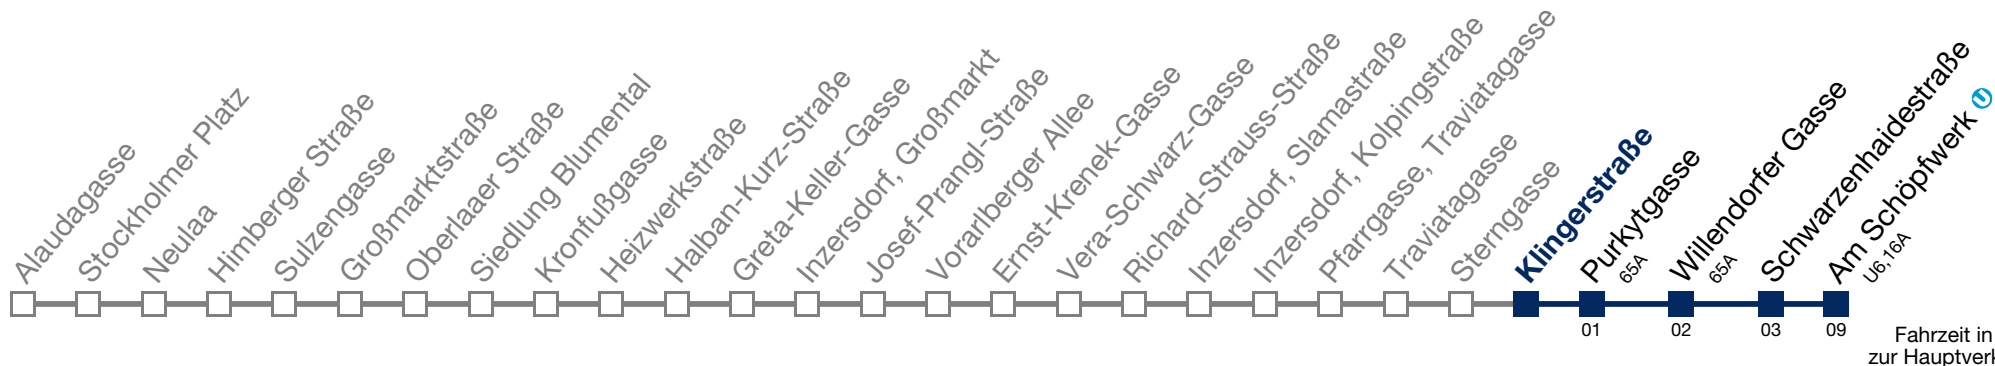 Alaudagasse
Stockholmer Platz
Neulaa
Himberger Straße
Sulzengasse
Großmarktstraße
Oberlaaer Straße
Siedlung Blumental
Kronfußgasse
Heizwerkstraße
Halban-Kurz-Straße
Greta-Keller-Gasse
Inzersdorf, Großmarkt
Josef-Prangl-Straße
Vorarlberger Allee
Ernst-Krenek-Gasse
Vera-Schwarz-Gasse
Richard-Strauss-Straße
Inzersdorf, Slamastraße
Inzersdorf, Kolpingstraße
Pfarrgasse, Traviatagasse
Traviatagasse
Sterngasse
Klingerstraße
Purkytgasse
65A
Willendorfer Gasse
65A
Schwarzenhaidestraße
Am Schöpfwerk U
U6, 16A
01 02 03 09
Fahrzeit in
zur Hauptverk